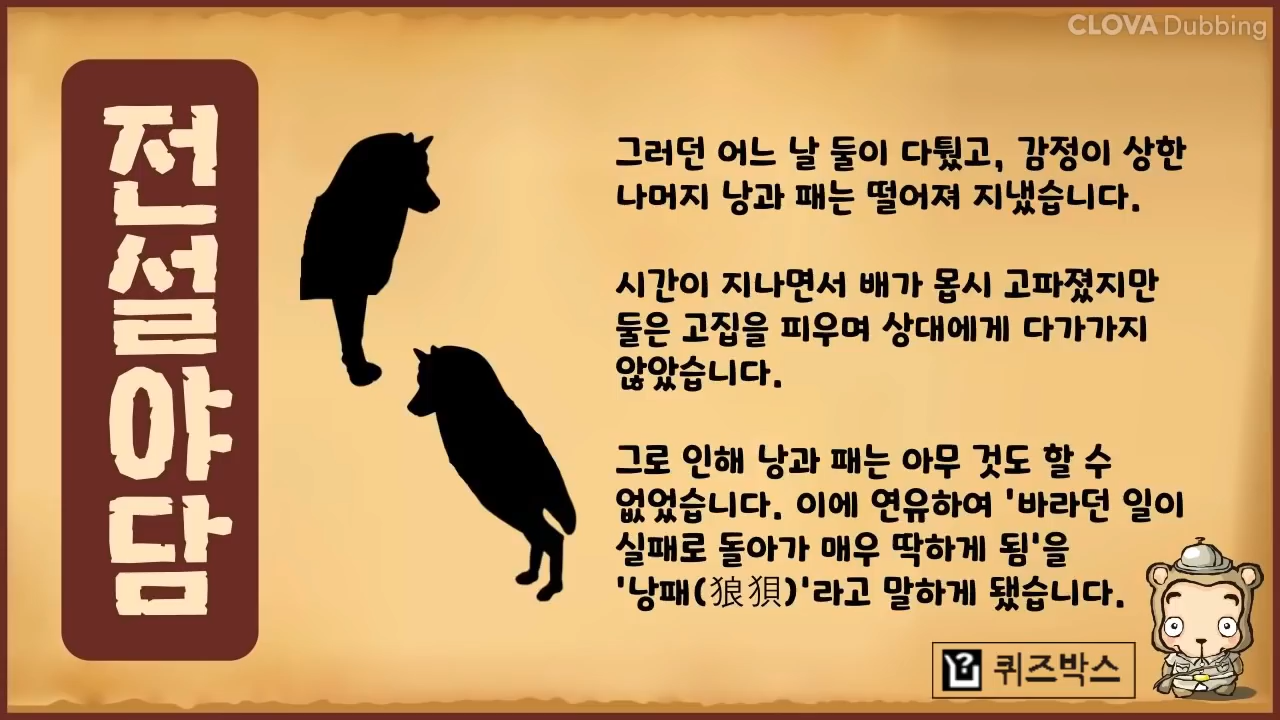 CLOVA Dubbing
전설야담
그러던 어느 날 둘이 다퉜고, 감정이 상한
나머지 낭과 패는 떨어져 지냈습니다.
시간이 지나면서 배가 몹시 고파졌지만
둘은 고집을 피우며 상대에게 다가가지
않았습니다.
그로 인해 낭과 패는 아무 것도 할 수
없었습니다. 이에 연유하여 '바라던 일이
실패로 돌아가 매우 딱하게 됨'을
'낭패(狼狽)'라고 말하게 됐습니다.
퀴즈박스